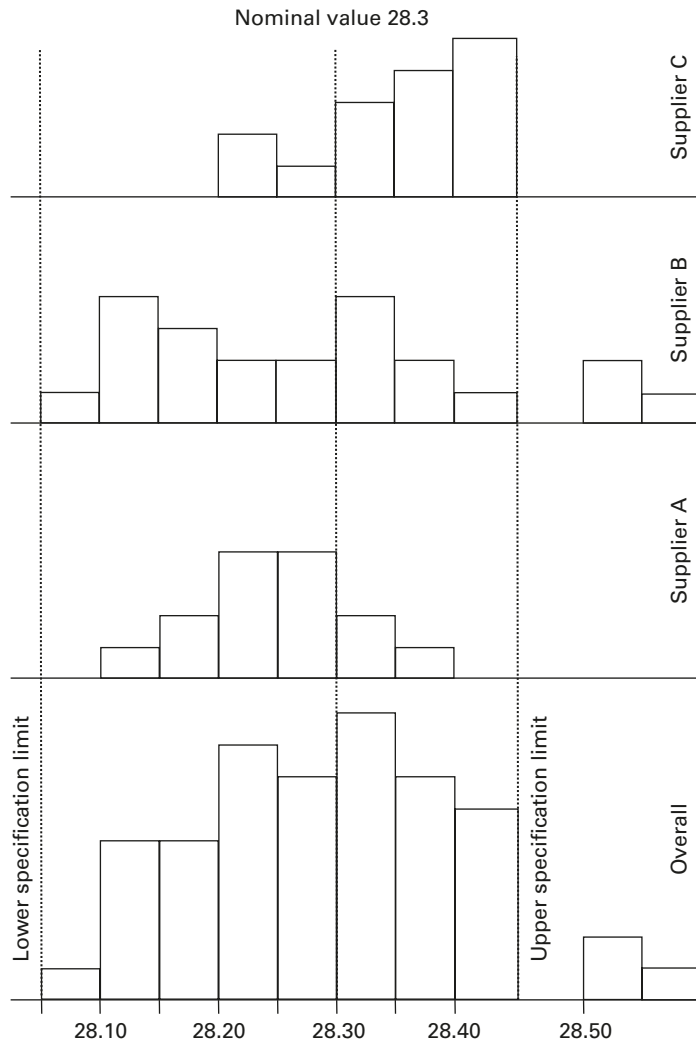 Nominal value 28.3
Supplier C
Supplier B
Supplier A
Overall
Lower specification limit
Upper specification limit
28.10
28.20
28.30
28.40
28.50